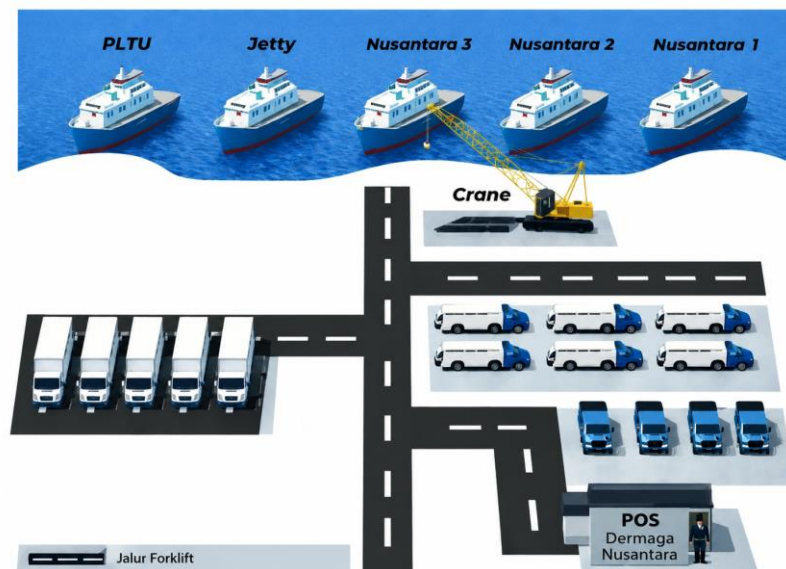 PLTU
Jetty
Nusantara 3
Nusantara 2
Nusantara 1
Crane
POS
Dermaga
Nusantara
Jalur Forklift